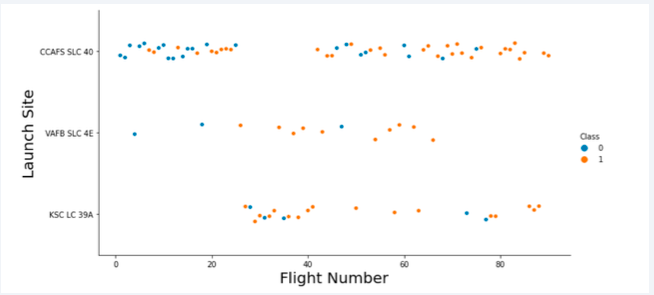 CCAFS SLC 40
VAFB SLC 4E
KSC LC 39A
Launch Site
0 20 40 60 80
Flight Number
Class
0
1